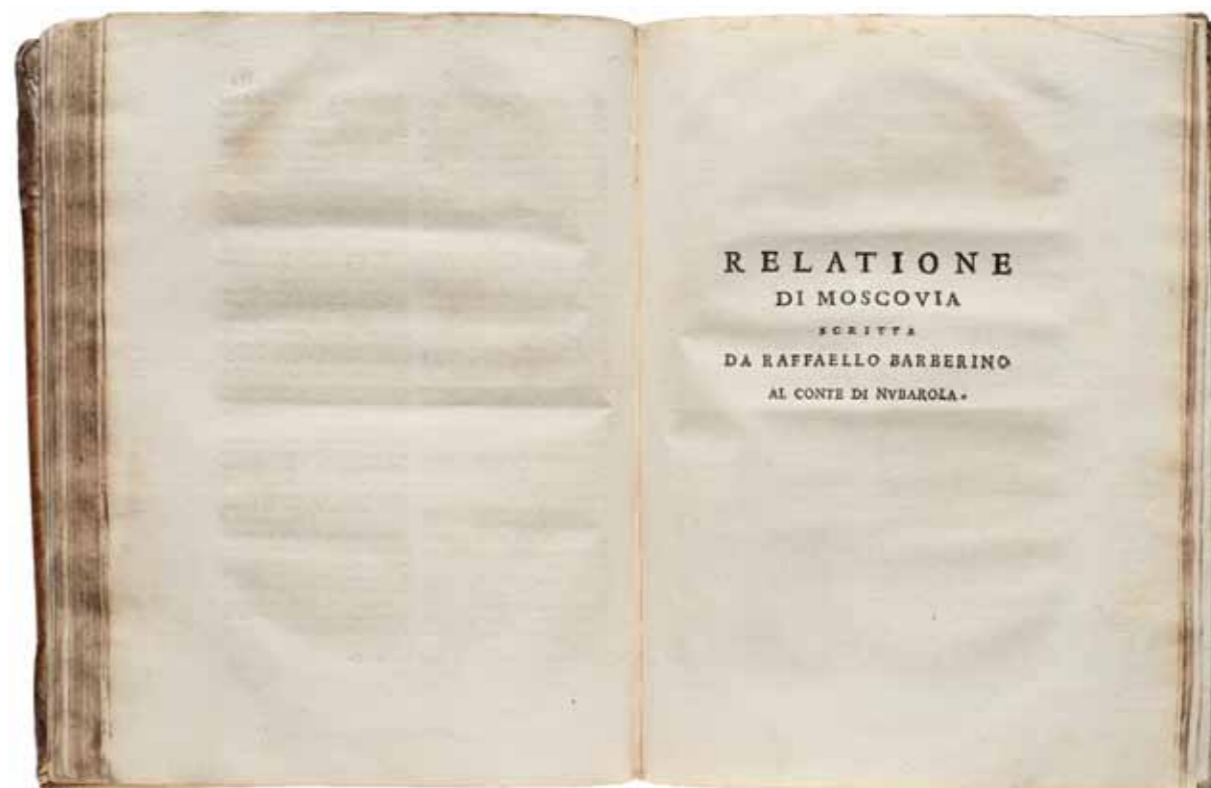 RELATIONE
DI MOSCOVIA
SCRITTA
DA RAFFAELLO BARBERINO
AL CONTE DI NVBAROLA.